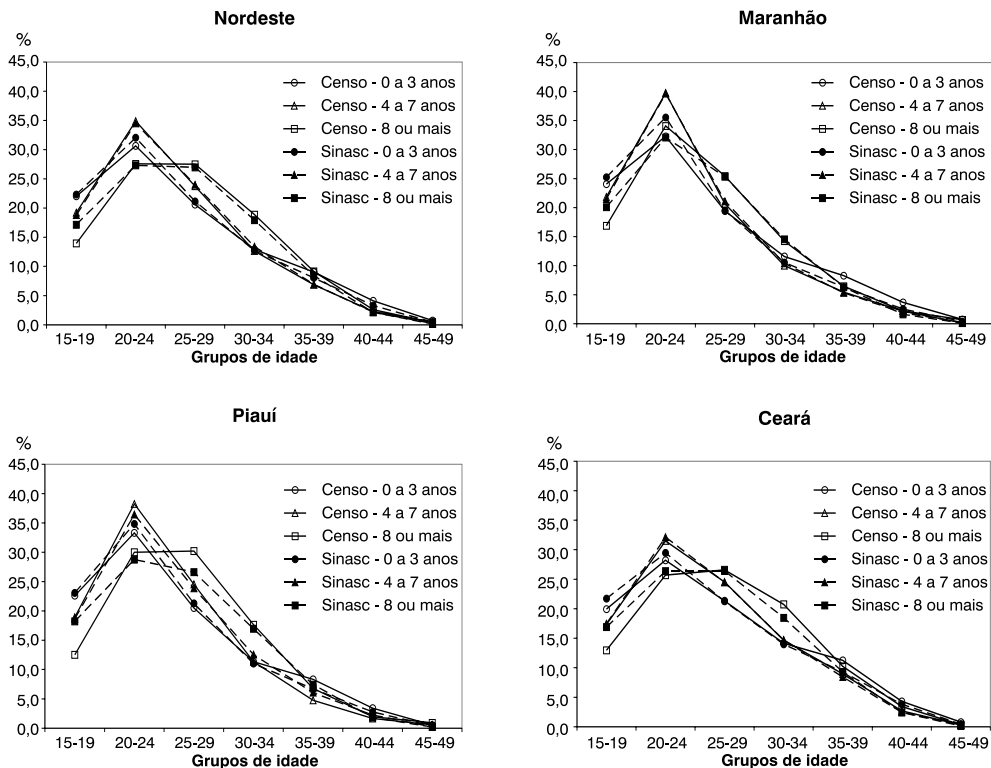 Nordeste
%
45,0
40,0
35,0
30,0
25,0
20,0
15,0
10,0
5,0
0,0
Censo - 0 a 3 anos
Censo - 4 a 7 anos
Censo - 8 ou mais
Sinasc - 0 a 3 anos
Sinasc - 4 a 7 anos
Sinasc - 8 ou mais
15-19 20-24 25-29 30-34 35-39 40-44 45-49
Grupos de idade
Maranhão
%
45,0
40,0
35,0
30,0
25,0
20,0
15,0
10,0
5,0
0,0
Censo - 0 a 3 anos
Censo - 4 a 7 anos
Censo - 8 ou mais
Sinasc - 0 a 3 anos
Sinasc - 4 a 7 anos
Sinasc - 8 ou mais
15-19 20-24 25-29 30-34 35-39 40-44 45-49
Grupos de idade
Piauí
%
45,0
40,0
35,0
30,0
25,0
20,0
15,0
10,0
5,0
0,0
Censo - 0 a 3 anos
Censo - 4 a 7 anos
Censo - 8 ou mais
Sinasc - 0 a 3 anos
Sinasc - 4 a 7 anos
Sinasc - 8 ou mais
15-19 20-24 25-29 30-34 35-39 40-44 45-49
Grupos de idade
Ceará
%
45,0
40,0
35,0
30,0
25,0
20,0
15,0
10,0
5,0
0,0
Censo - 0 a 3 anos
Censo - 4 a 7 anos
Censo - 8 ou mais
Sinasc - 0 a 3 anos
Sinasc - 4 a 7 anos
Sinasc - 8 ou mais
15-19 20-24 25-29 30-34 35-39 40-44 45-49
Grupos de idade